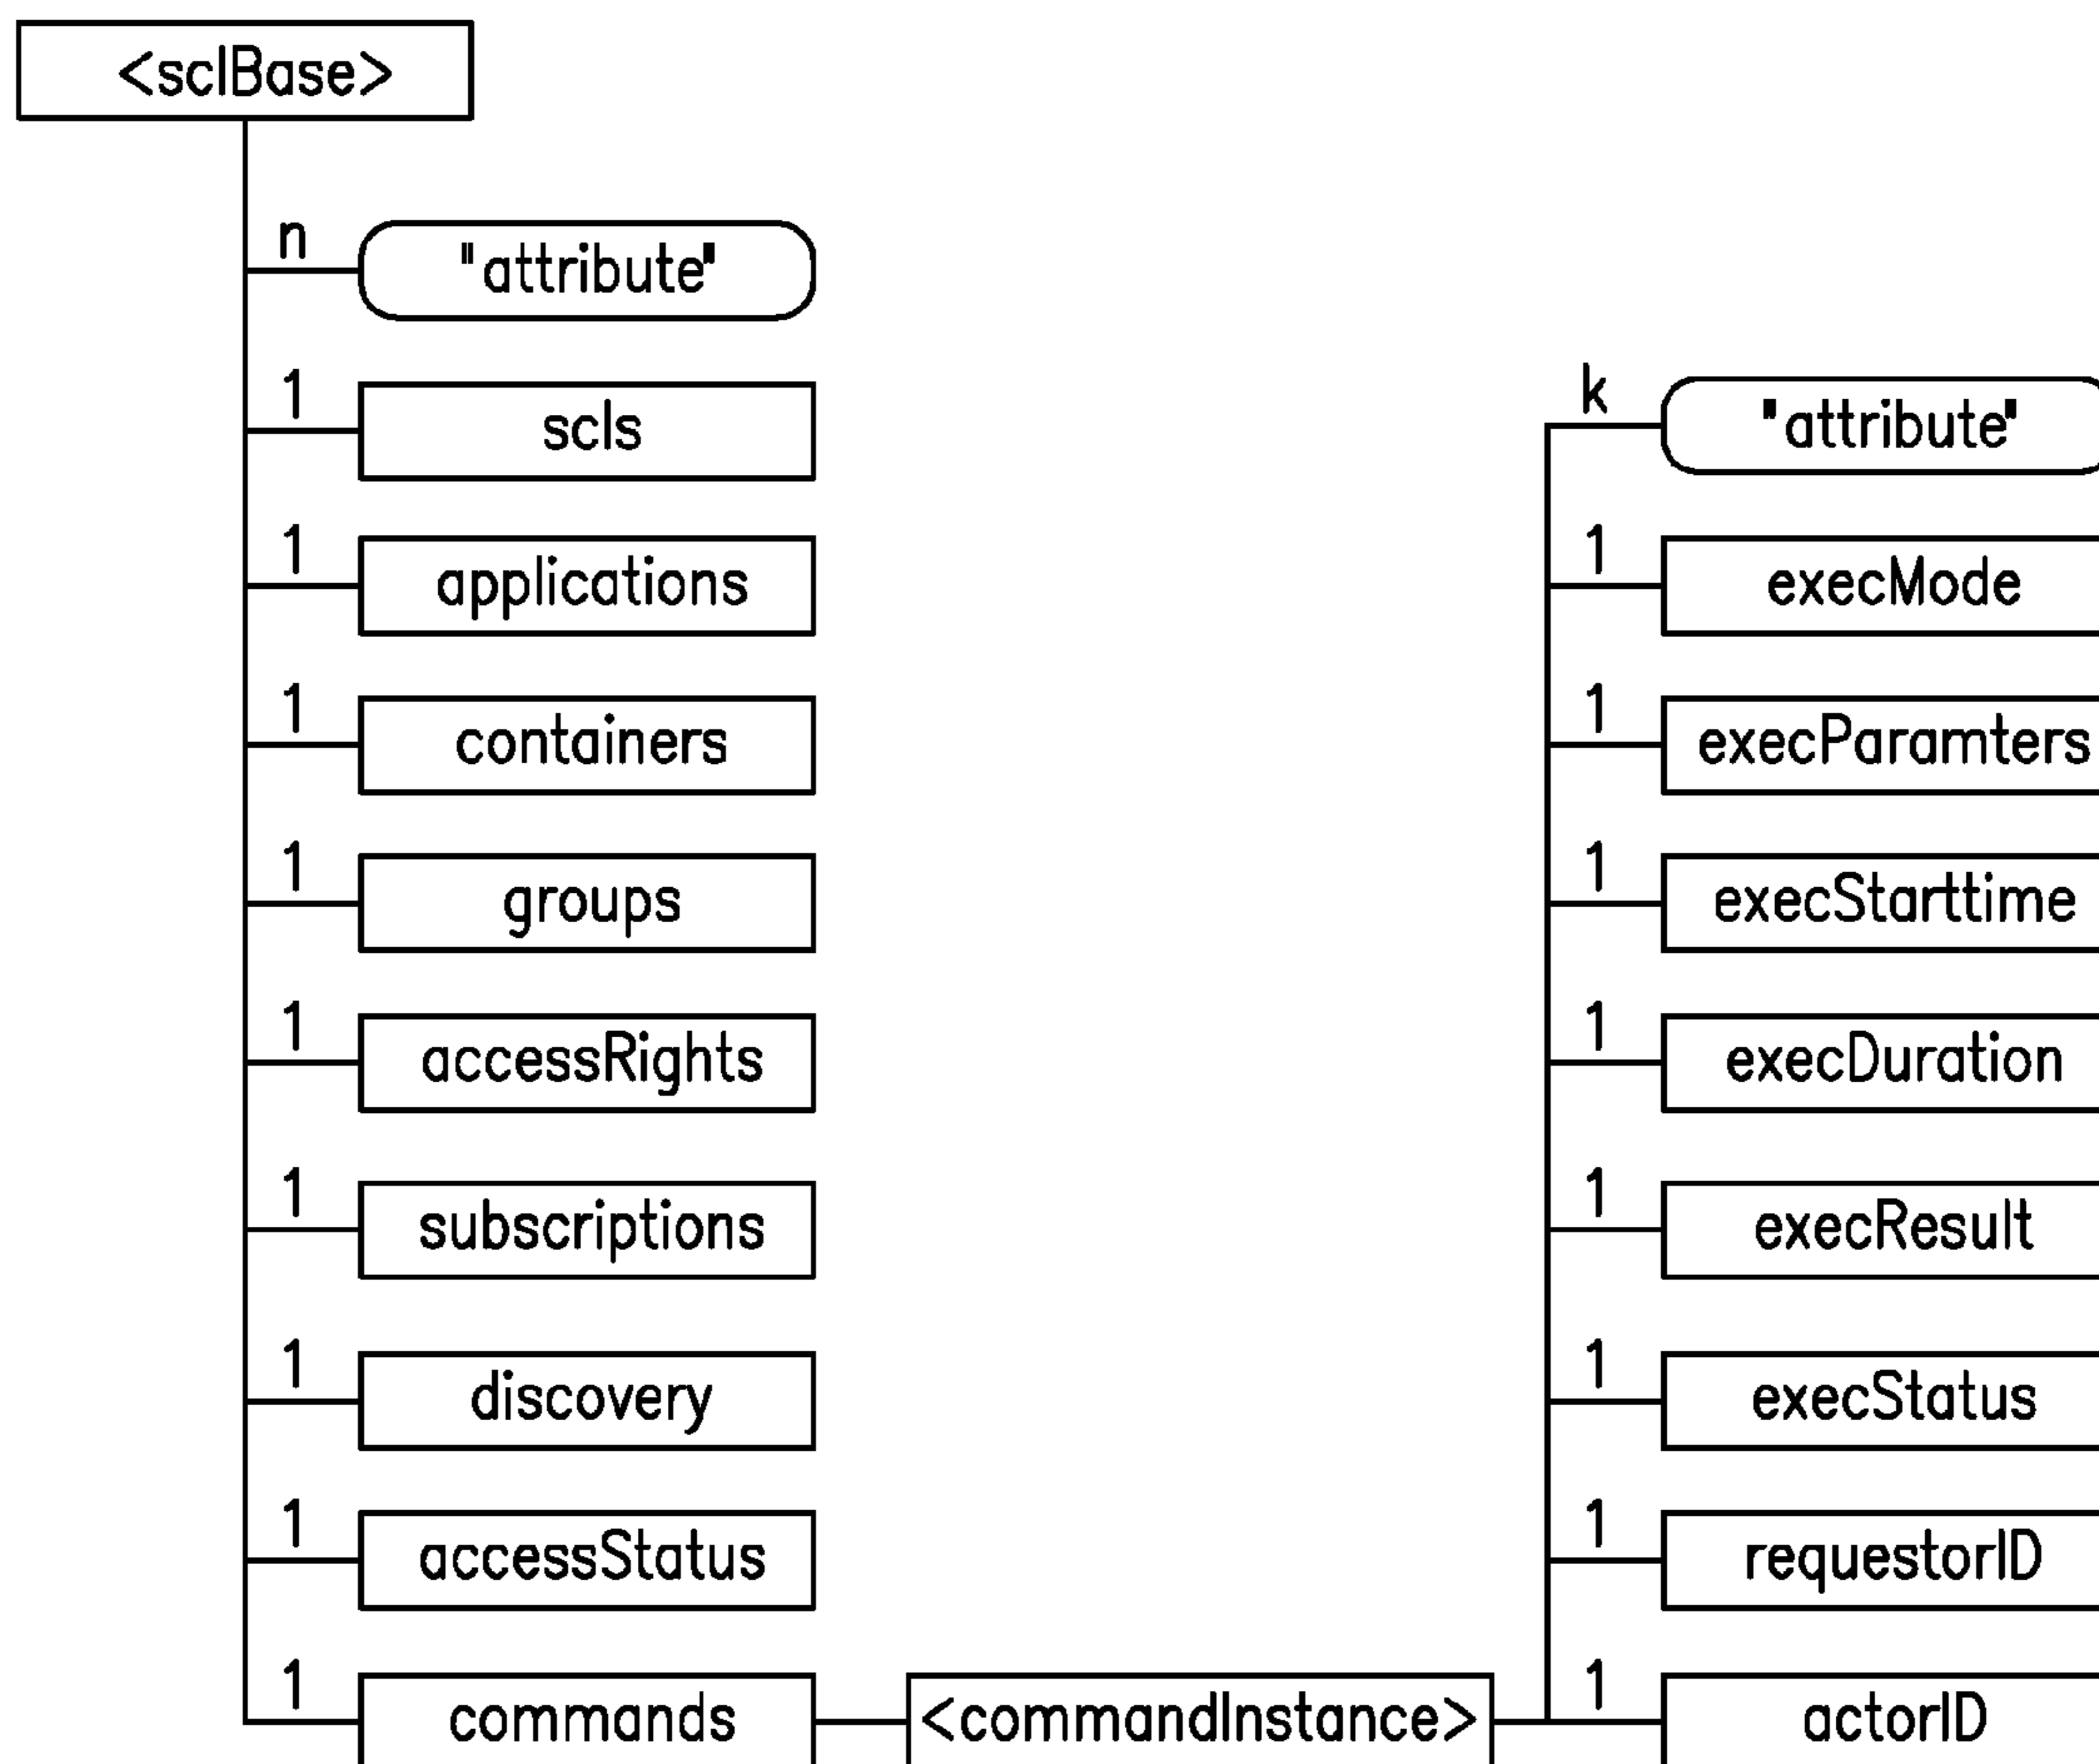 <sclBase>
n
"attribute"
1
scls
1
applications
1
containers
1
groups
1
accessRights
1
subscriptions
1
discovery
1
accessStatus
1
commands
<commandInstance>
k
"attribute"
1
execMode
1
execParamters
1
execStarttime
1
execDuration
1
execResult
1
execStatus
1
requestorID
1
actorID